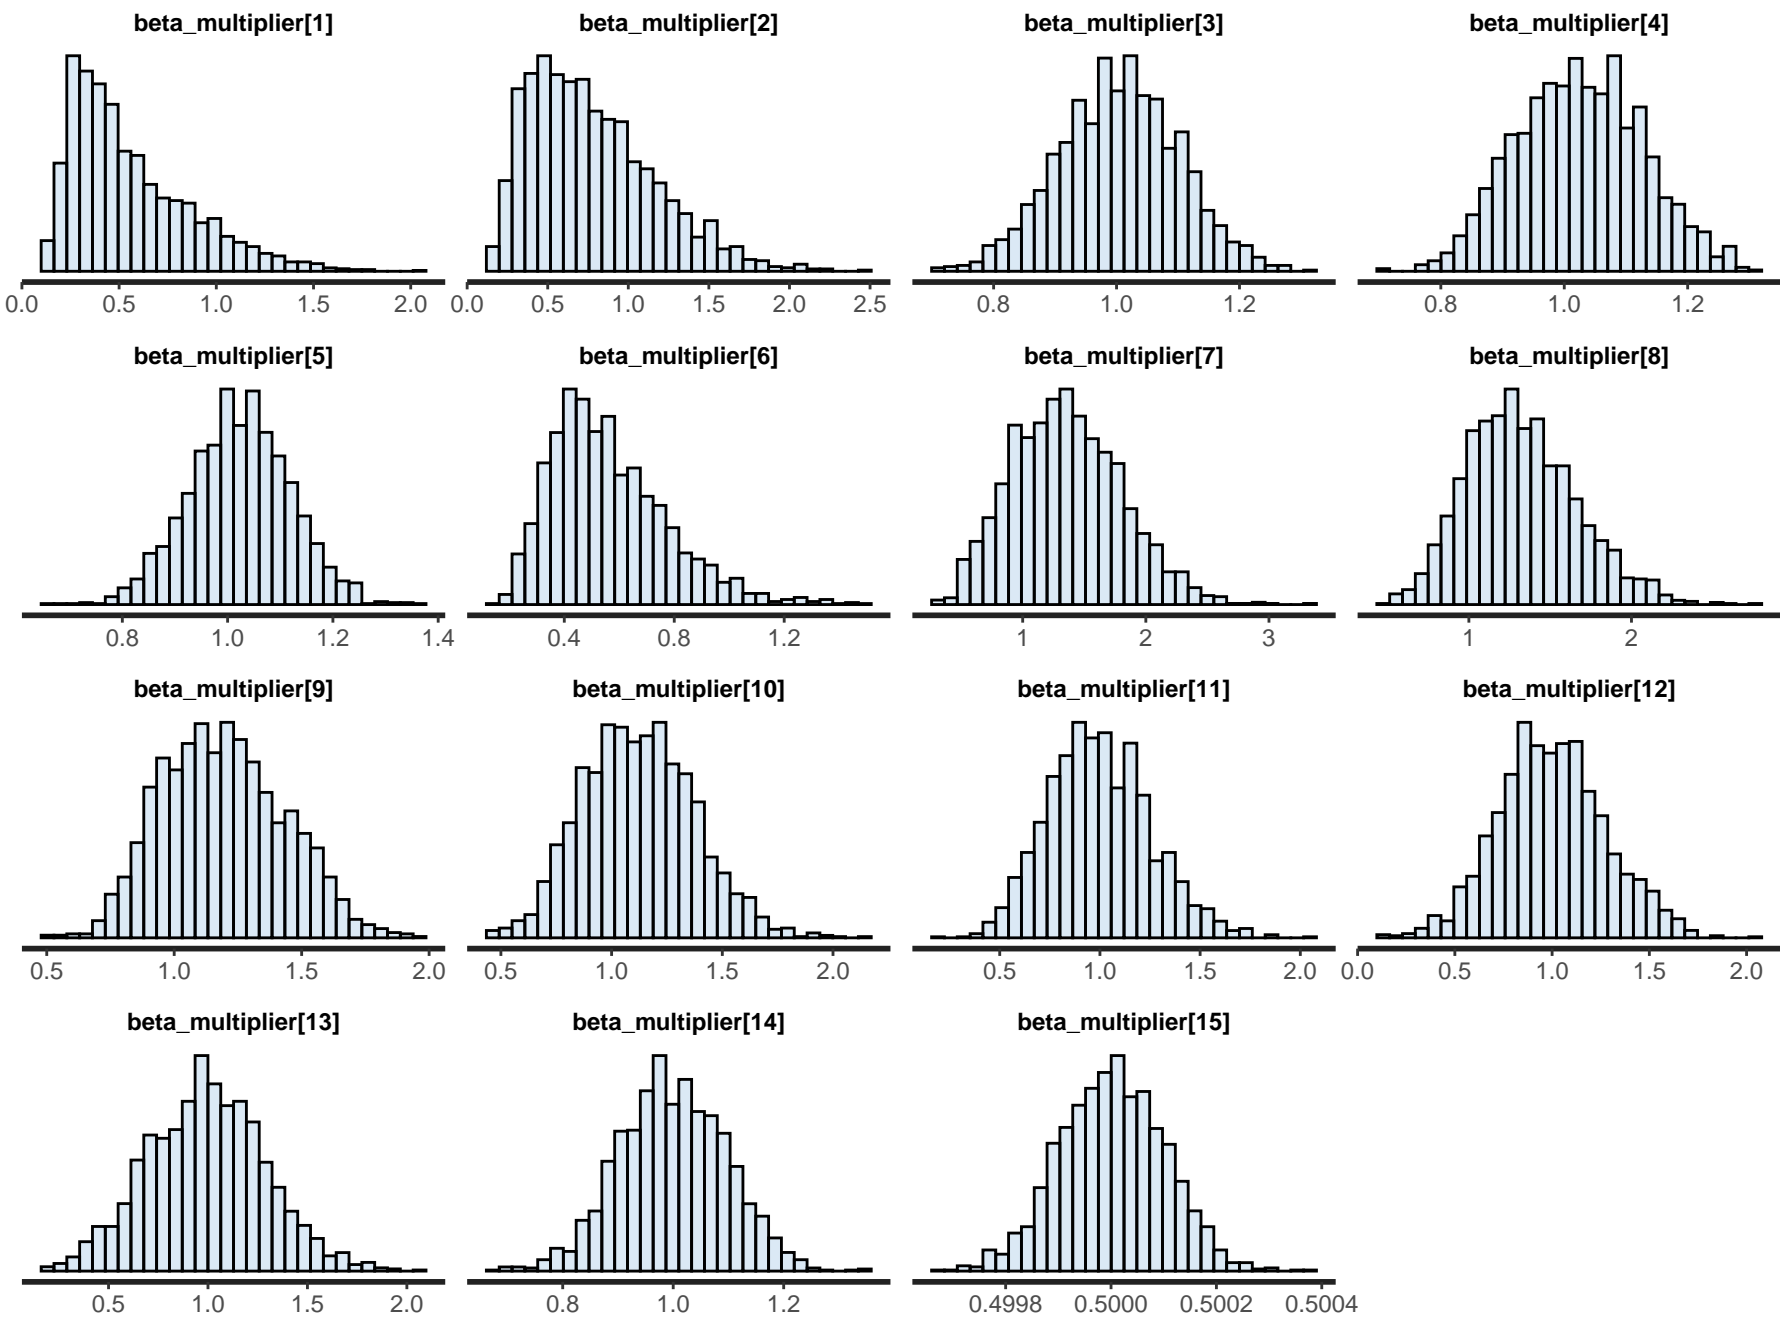 beta_multiplier[1] beta_multiplier[2] beta_multiplier[3] beta_multiplier[4]
0.0 0.5 1.0 1.5 2.0 0.0 0.5 1.0 1.5 2.0 2.5 0.8 1.0 1.2 0.8 1.0 1.2
beta_multiplier[5] beta_multiplier[6] beta_multiplier[7] beta_multiplier[8]
0.8 1.0 1.2 1.4 0.4 0.8 1.2 1 2 3 1 2
beta_multiplier[9] beta_multiplier[10] beta_multiplier[11] beta_multiplier[12]
0.5 1.0 1.5 2.0 0.5 1.0 1.5 2.0 0.5 1.0 1.5 2.0 0.0 0.5 1.0 1.5 2.0
beta_multiplier[13] beta_multiplier[14] beta_multiplier[15]
0.5 1.0 1.5 2.0 0.8 1.0 1.2 0.4998 0.5000 0.5002 0.5004